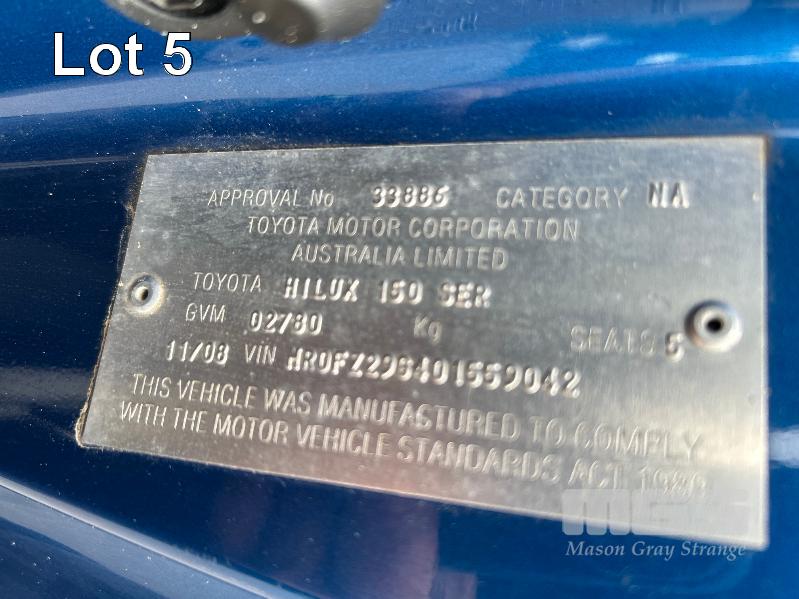 Lot 5
APPROVAL No 33886 CATEGORY NA
TOYOTA MOTOR CORPORATION
AUSTRALIA LIMITED
TOYOTA HILUX 150 SER
GVM 02780 Kg SEATS 5
11/08 VIN
THIS VEHICLE WAS MANUFACTURED TO COMPLY
WITH THE MOTOR VEHICLE STANDARDS ACT 1989
MGS
Mason Gray Strange